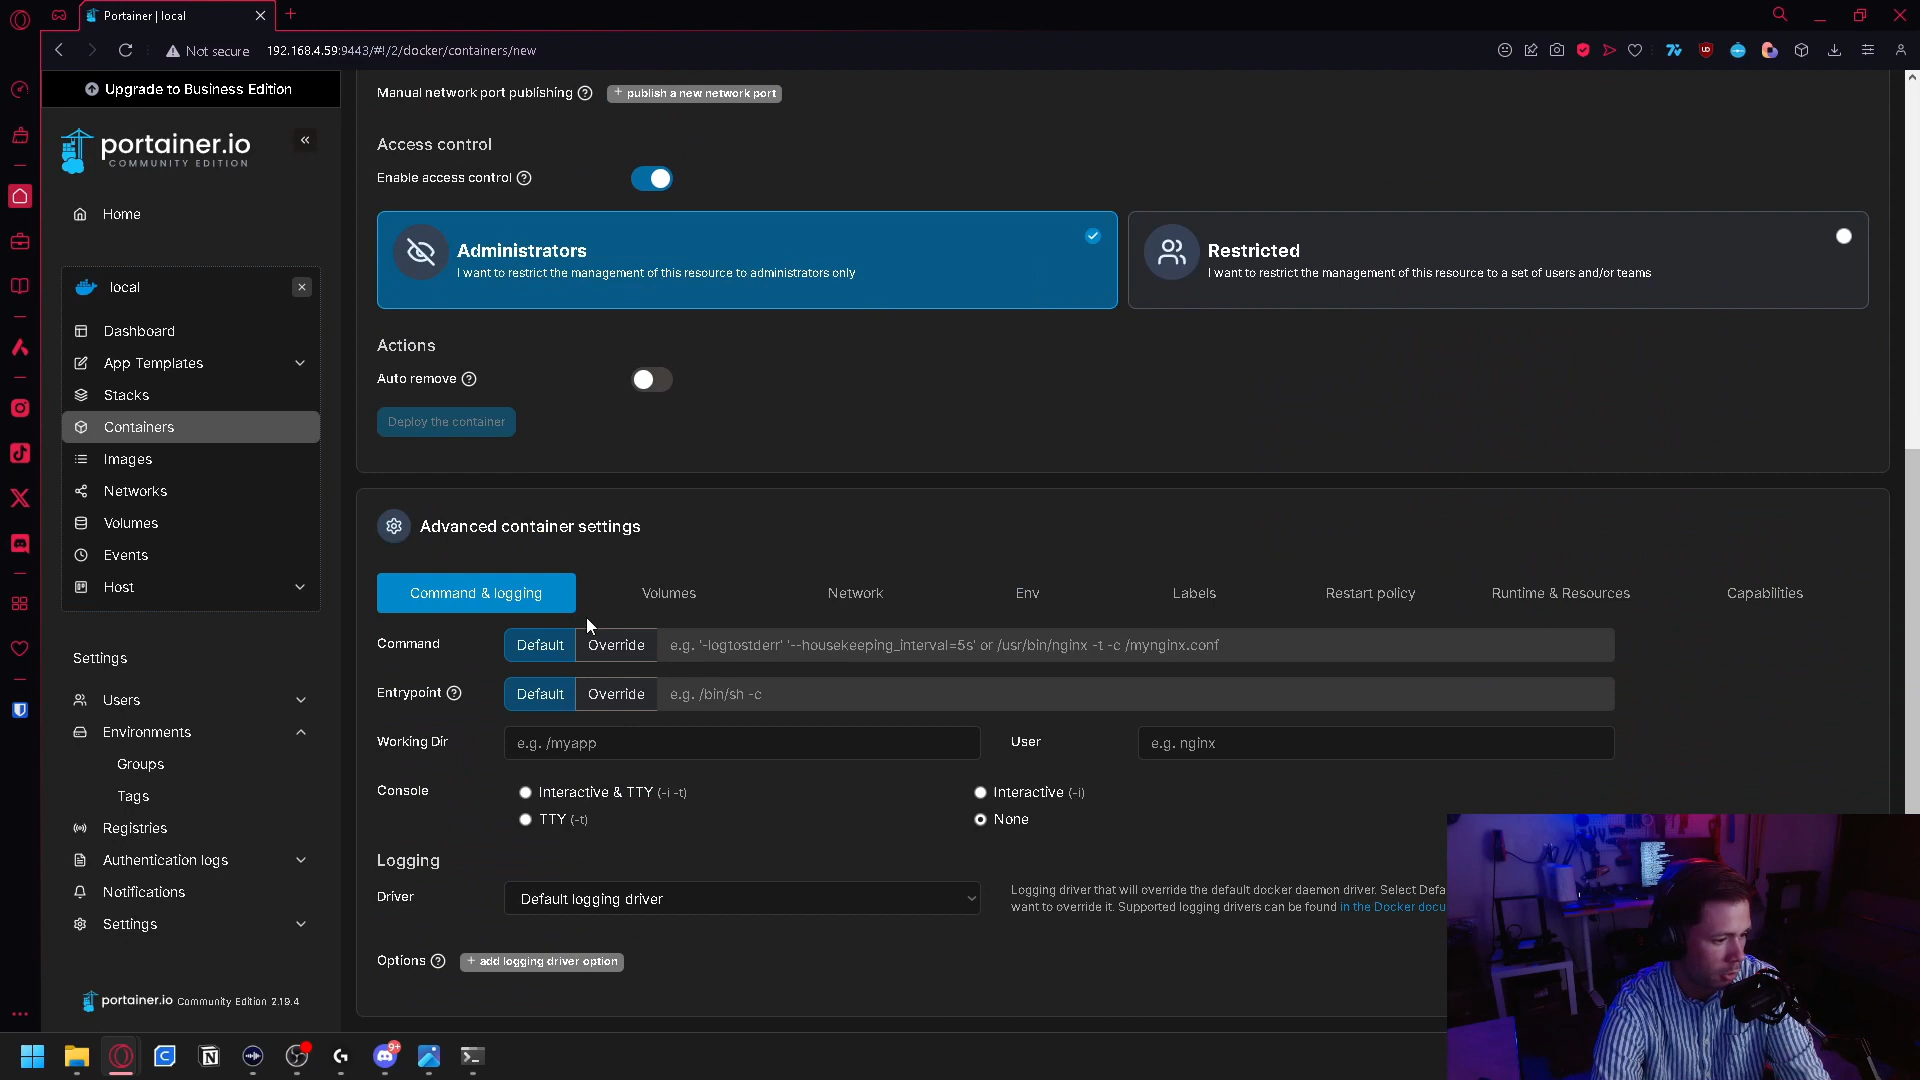 Portainer | local
Not secure
192.168.4.59:9443/#!/2/docker/containers/new
Upgrade to Business Edition
portainer.io
COMMUNITY EDITION
Home
local
Dashboard
App Templates
Stacks
Containers
Images
Networks
Volumes
Events
Host
Settings
Users
Environments
Groups
Tags
Registries
Authentication logs
Notifications
Settings
portainer.io Community Edition 2.19.4
Manual network port publishing
+ publish a new network port
Access control
Enable access control
Administrators
I want to restrict the management of this resource to administrators only
Restricted
I want to restrict the management of this resource to a set of users and/or teams
Actions
Auto remove
Deploy the container
Advanced container settings
Command & logging
Volumes
Network
Env
Labels
Restart policy
Runtime & Resources
Capabilities
Command
Default
Override
e.g. '-logtostderr' '--housekeeping_interval=5s' or /usr/bin/nginx -t -c /mynginx.conf
Entrypoint
Default
Override
e.g. /bin/sh -c
Working Dir
e.g. /myapp
User
e.g. nginx
Console
Interactive & TTY (-i -t)
Interactive (-i)
TTY (-t)
None
Logging
Driver
Default logging driver
Logging driver that will override the default docker daemon driver. Select Defa
want to override it. Supported logging drivers can be found in the Docker docu
Options
+ add logging driver option
9+